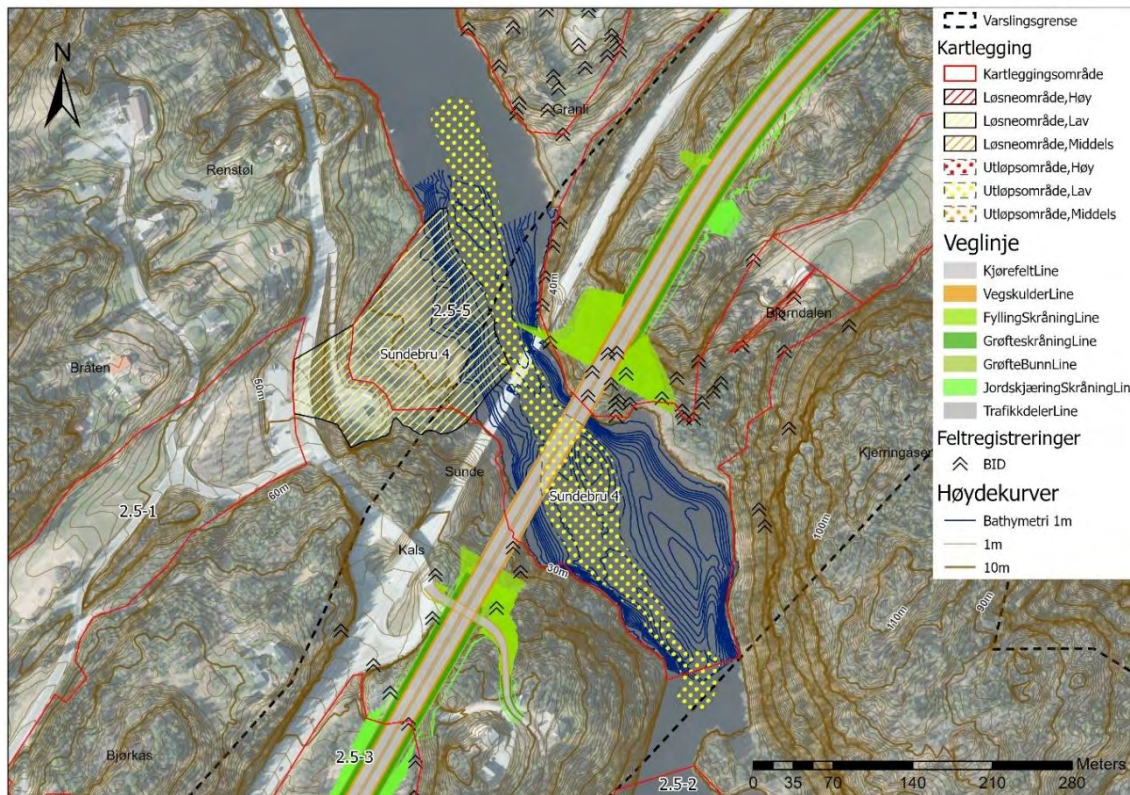 N
Renstøl
Granli
40m
2.5-5
Bjørndalen
Sundebru 4
Bråten
60m
Sunde
Kjerringåsen
2.5-1
60m
Sundebru 4
Kals
30m
100m
110m
90m
Bjørkås
2.5-3
2.5-2
Meters
0 35 70 140 210 280
Varslingsgrense
Kartlegging
Kartleggingsområde
Løsneområde,Høy
Løsneområde,Lav
Løsneområde,Middels
Utløpsområde,Høy
Utløpsområde,Lav
Utløpsområde,Middels
Veglinje
KjørefeltLine
VegskulderLine
FyllingSkråningLine
GrøfteskråningLine
GrøfteBunnLine
JordskjæringSkråningLin
TrafikkdelerLine
Feltregistreringer
BID
Høydekurver
Bathymetri 1m
1m
10m